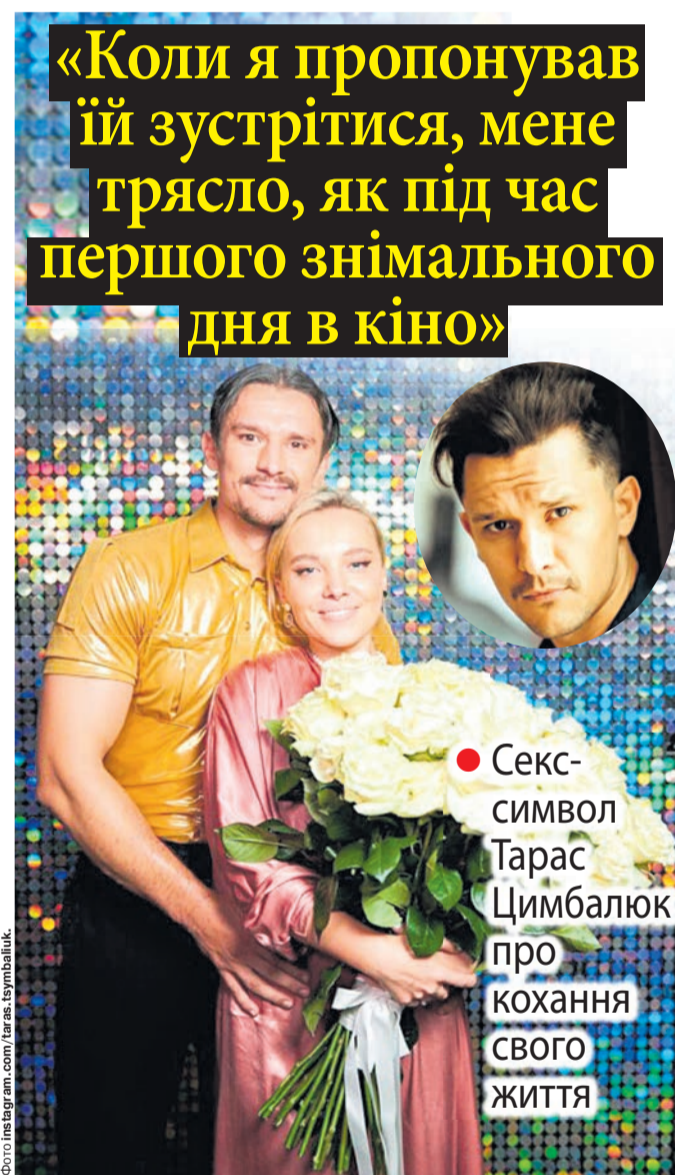 «Коли я пропонував
їй зустрітися, мене
трясло, як під час
першого знімального
дня в кіно»
Секс-
символ
Тарас
Цимбалюк
про
кохання
свого
життя
Фото instagram.com/taras.tsymbaliuk.